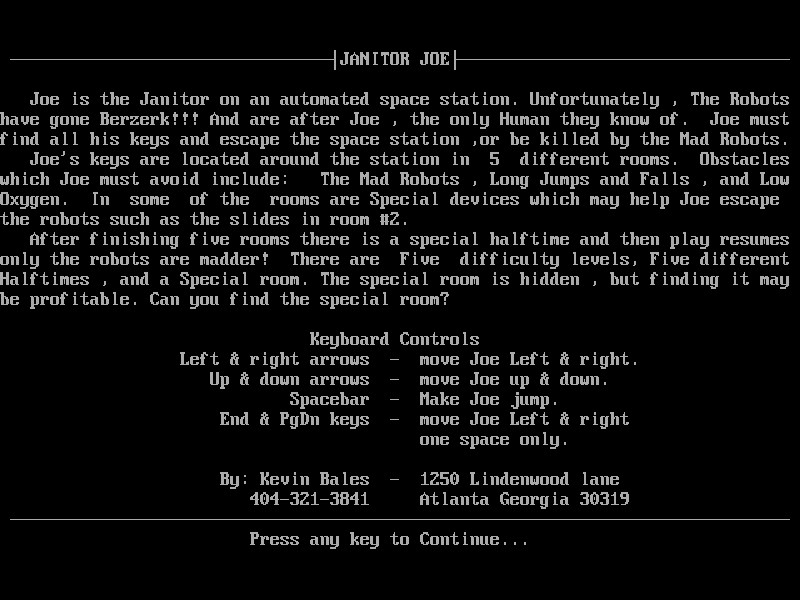 JANITOR JOE
Joe is the Janitor on an automated space station. Unfortunately , The Robots
have gone Berzerk!!! And are after Joe , the only Human they know of.  Joe must
find all his keys and escape the space station ,or be killed by the Mad Robots.
Joe's keys are located around the station in  5  different rooms.  Obstacles
which Joe must avoid include:   The Mad Robots , Long Jumps and Falls , and Low
Oxygen.  In  some  of the  rooms are Special devices which may help Joe escape
the robots such as the slides in room #2.
After finishing five rooms there is a special halftime and then play resumes
only the robots are madder!  There are  Five  difficulty levels, Five different
Halftimes , and a Special room. The special room is hidden , but finding it may
be profitable. Can you find the special room?
Keyboard Controls
Left & right arrows  -  move Joe Left & right.
Up & down arrows  -  move Joe up & down.
Spacebar  -  Make Joe jump.
End & PgDn keys  -  move Joe Left & right
one space only.
By: Kevin Bales  -  1250 Lindenwood lane
404-321-3841     Atlanta Georgia 30319
Press any key to Continue...